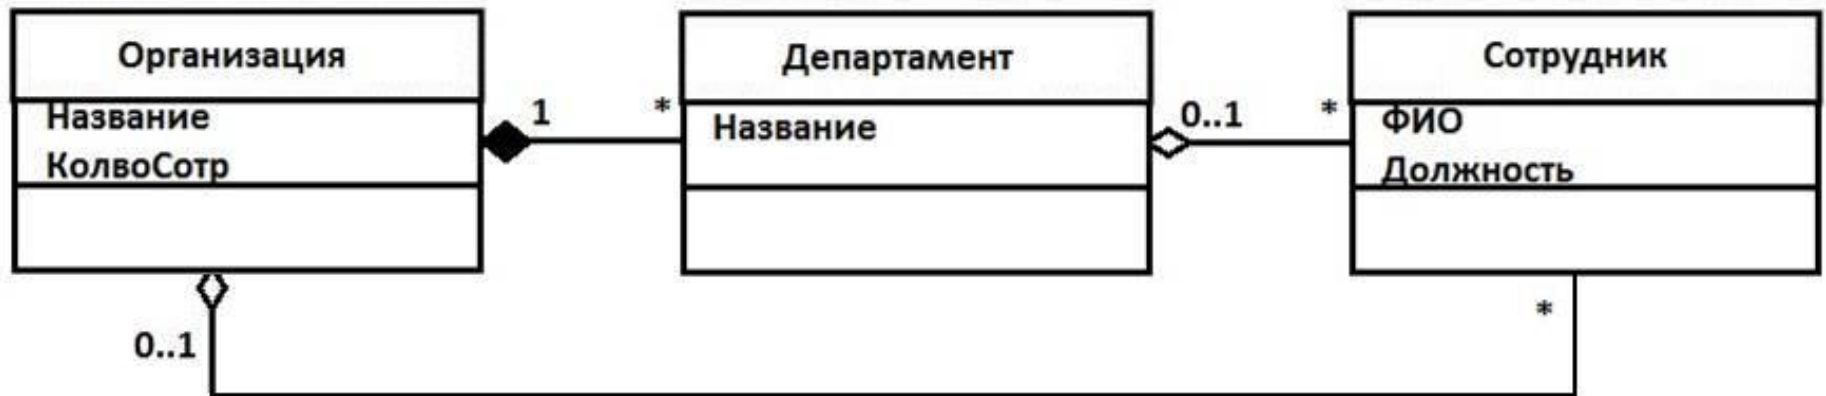 Организация
Название
КолвоСотр
1
*
Департамент
Название
0..1
*
Сотрудник
ФИО
Должность
0..1
*